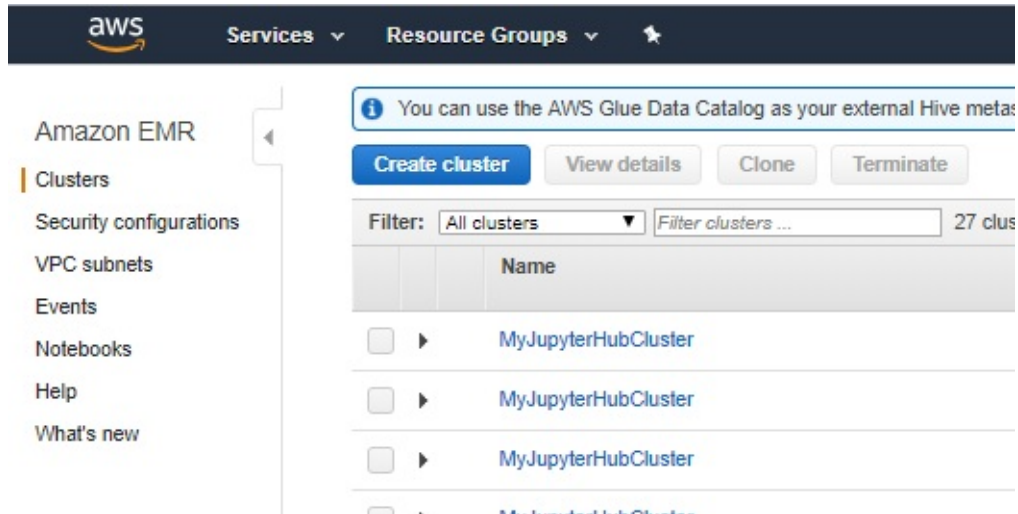 aws
Services Resource Groups
Amazon EMR
Clusters
Security configurations
VPC subnets
Events
Notebooks
Help
What's new
You can use the AWS Glue Data Catalog as your external Hive metas
Create cluster View details Clone Terminate
Filter: All clusters Filter clusters ... 27 clus
Name
MyJupyterHubCluster
MyJupyterHubCluster
MyJupyterHubCluster